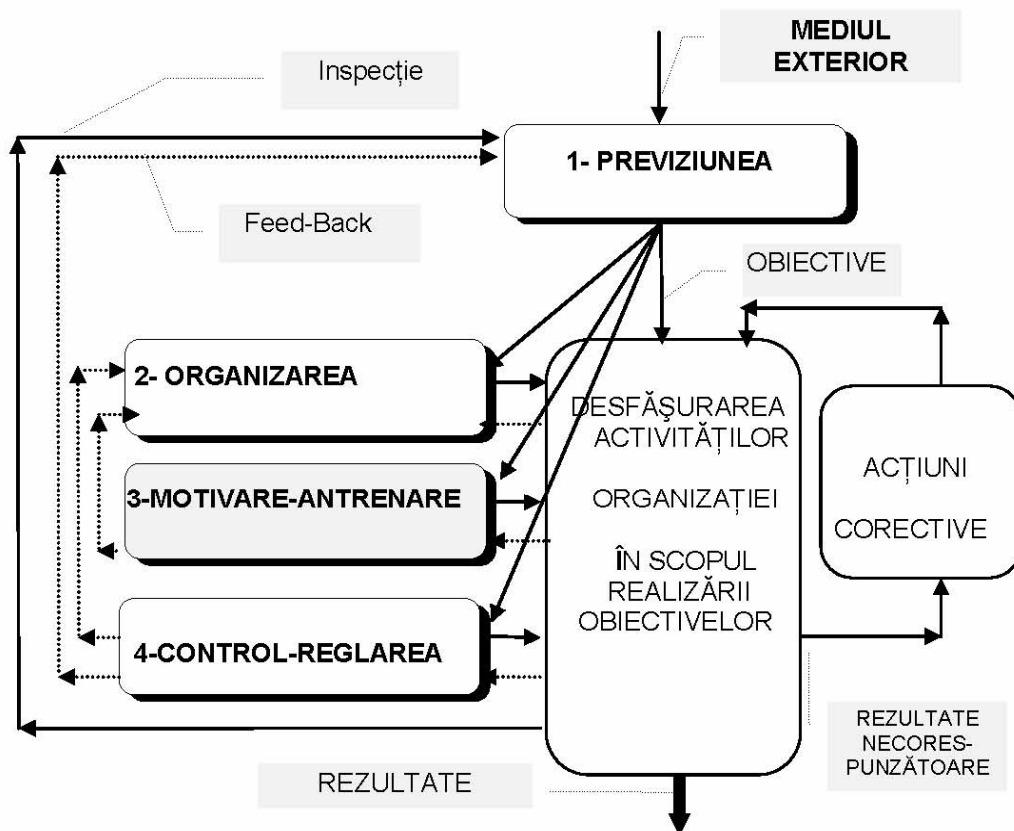 MEDIUL
EXTERIOR
Inspecție
1- PREVIZIUNEA
Feed-Back
OBIECTIVE
2- ORGANIZAREA
DESFĂŞURAREA
ACTIVITĂȚILOR
3-MOTIVARE-ANTRENARE
ORGANIZAȚIEI
ÎN SCOPUL
REALIZĂRII
OBIECTIVELOR
ACȚIUNI
CORECTIVE
4-CONTROL-REGLAREA
REZULTATE
NECORES-
PUNZĂTOARE
REZULTATE